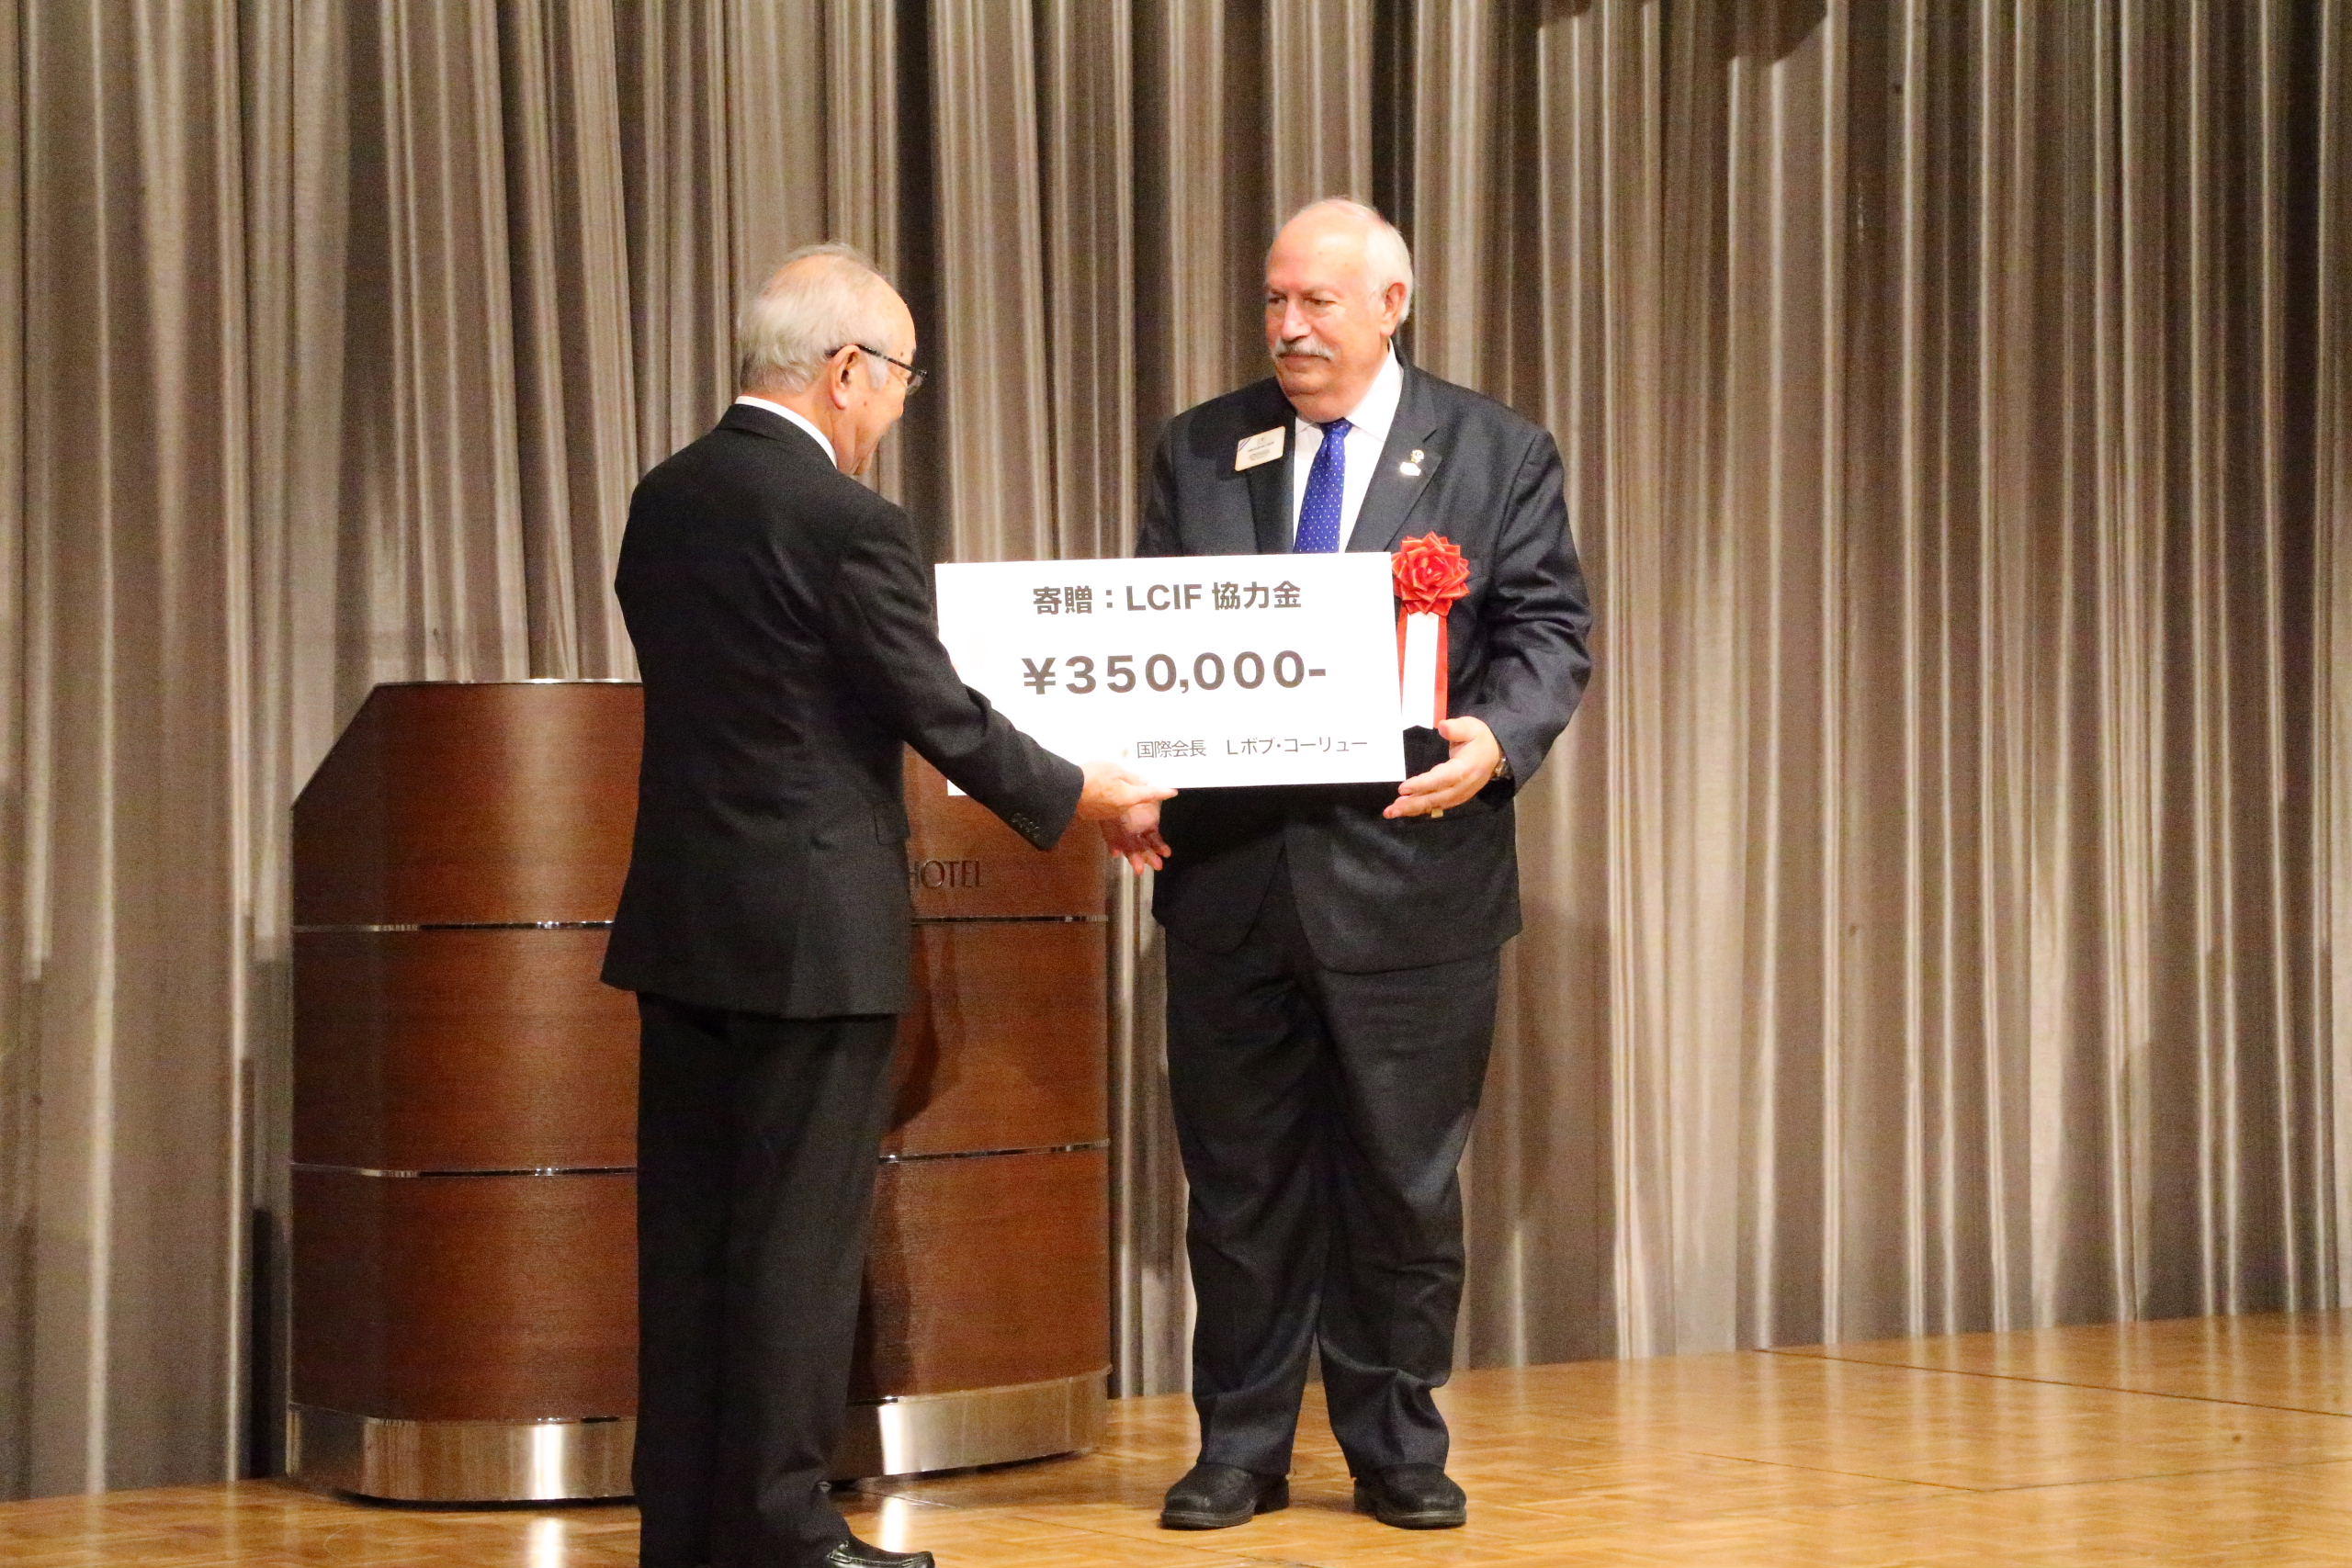 寄贈：LCIF 協力金
￥350,000-
国際会長　Lボブ・コーリュー
HOTEL